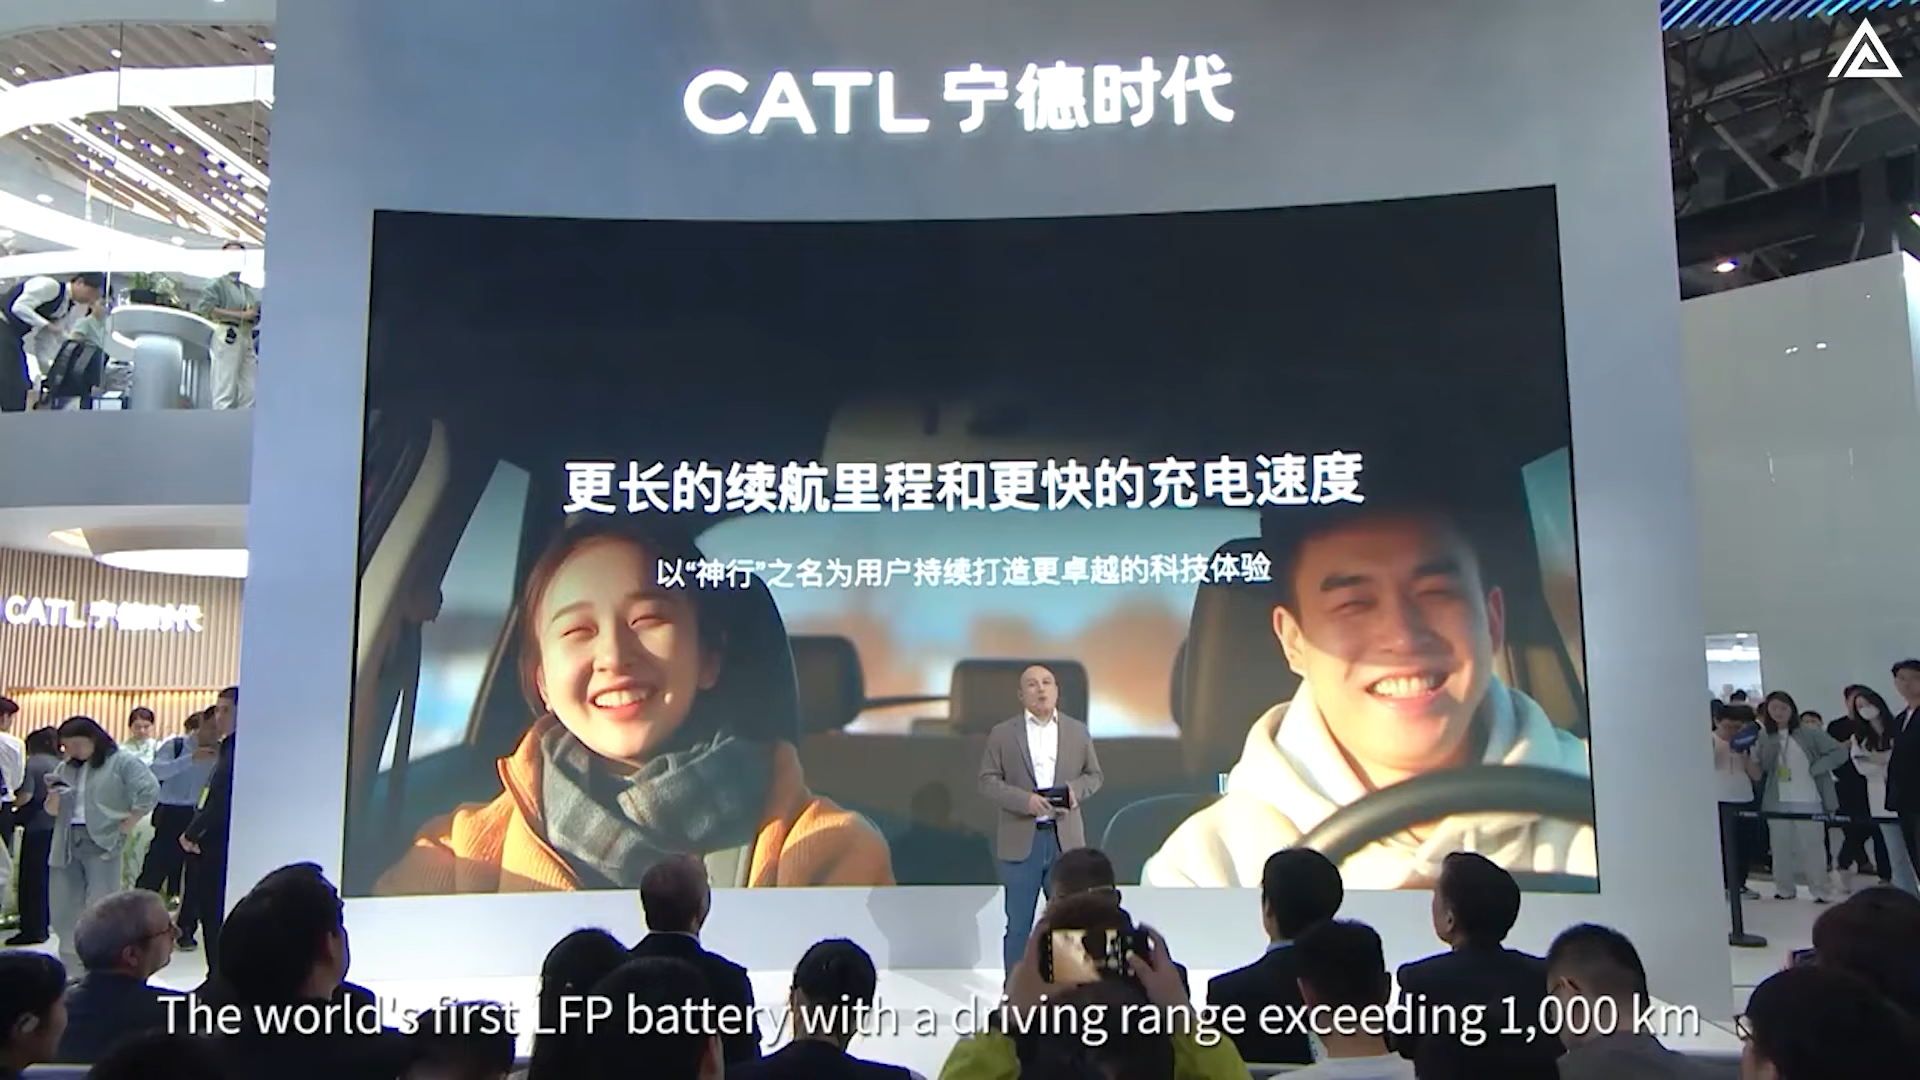 CATL 宁德时代
更长的续航里程和更快的充电速度
以“神行”之名为用户持续打造更卓越的科技体验
CATL 宁德时代
The world's first LFP battery with a driving range exceeding 1,000 km